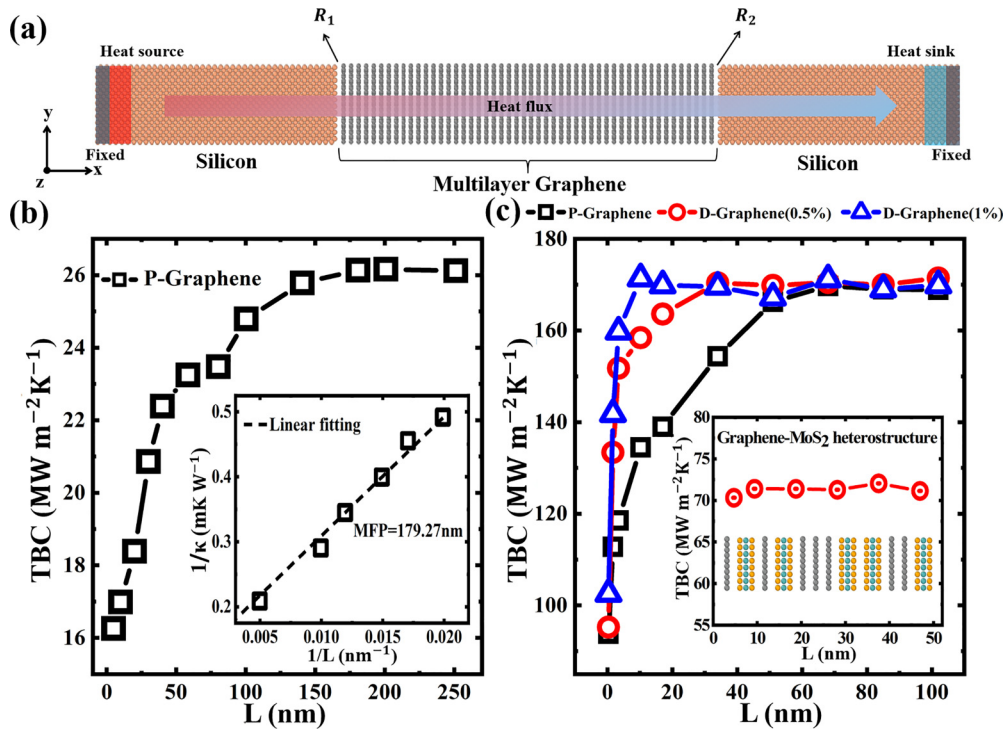 (a)
R₁
R₂
Heat source
Heat sink
Heat flux
y
x
z
Fixed
Silicon
Multilayer Graphene
Silicon
Fixed
(b)
TBC (MW m⁻²K⁻¹)
28
26
24
22
20
18
16
P-Graphene
0.5
0.4
0.3
0.2
1/κ (mK W⁻¹)
Linear fitting
MFP=179.27nm
0.005 0.010 0.015 0.020
1/L (nm⁻¹)
0 50 100 150 200 250
L (nm)
(c)
P-Graphene D-Graphene(0.5%) D-Graphene(1%)
TBC (MW m⁻²K⁻¹)
180
160
140
120
100
80
75
70
65
60
55
TBC (MW m⁻²K⁻¹)
Graphene-MoS₂ heterostructure
0 10 20 30 40 50
L (nm)
0 20 40 60 80 100
L (nm)